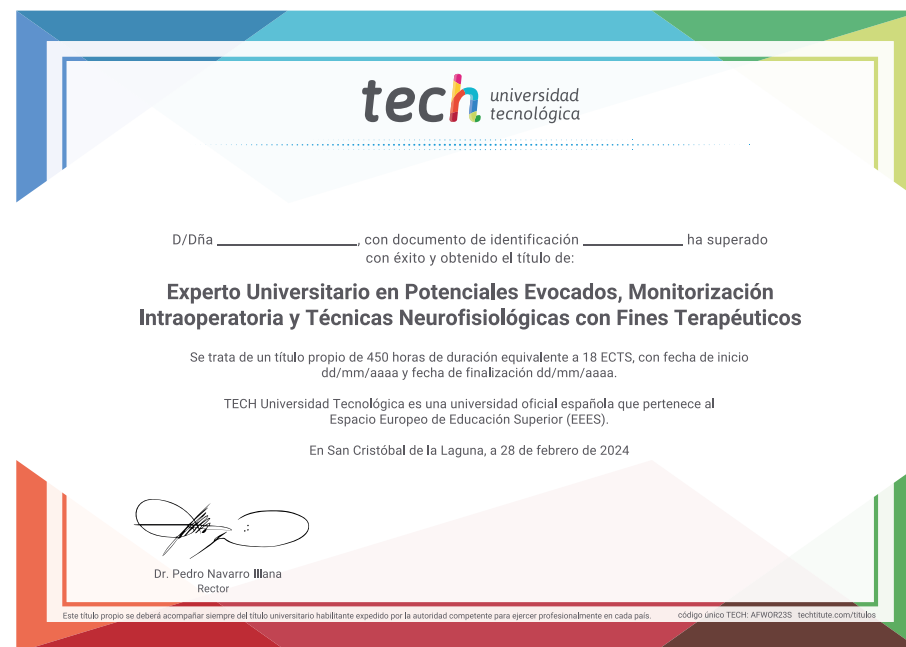 tech universidad
tecnológica
D/Dña ____________________, con documento de identificación ______________ ha superado
con éxito y obtenido el título de:
Experto Universitario en Potenciales Evocados, Monitorización
Intraoperatoria y Técnicas Neurofisiológicas con Fines Terapéuticos
Se trata de un título propio de 450 horas de duración equivalente a 18 ECTS, con fecha de inicio
dd/mm/aaaa y fecha de finalización dd/mm/aaaa.
TECH Universidad Tecnológica es una universidad oficial española que pertenece al
Espacio Europeo de Educación Superior (EEES).
En San Cristóbal de la Laguna, a 28 de febrero de 2024
Dr. Pedro Navarro Illana
Rector
Este título propio se deberá acompañar siempre del título universitario habilitante expedido por la autoridad competente para ejercer profesionalmente en cada país. código único TECH: AFWOR23S techtitute.com/titulos